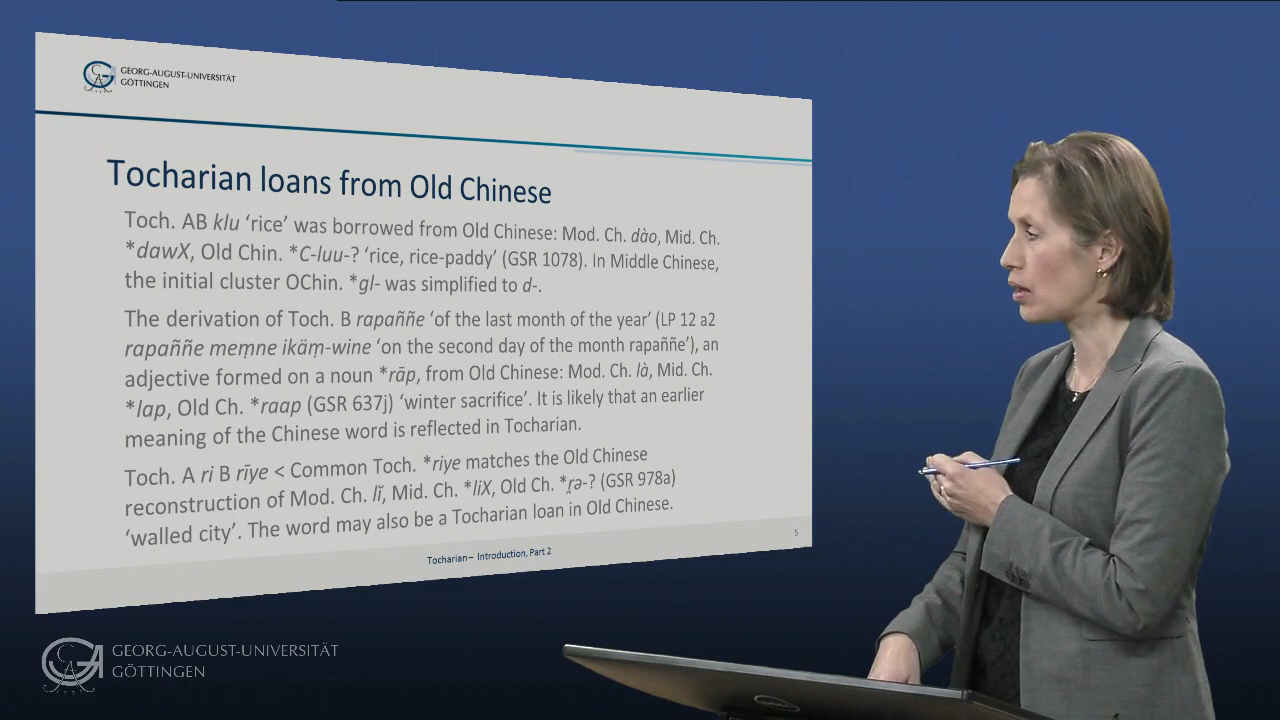 GEORG-AUGUST-UNIVERSITÄT
GÖTTINGEN
Tocharian loans from Old Chinese
Toch. AB klu ‘rice’ was borrowed from Old Chinese: Mod. Ch. dào, Mid. Ch.
*dawX, Old Chin. *C-luu-? ‘rice, rice-paddy’ (GSR 1078). In Middle Chinese,
the initial cluster OChin. *gl- was simplified to d-.
The derivation of Toch. B rapaññe ‘of the last month of the year’ (LP 12 a2
rapaññe meṃne ikäṃ-wine ‘on the second day of the month rapaññe’), an
adjective formed on a noun *rāp, from Old Chinese: Mod. Ch. là, Mid. Ch.
*lap, Old Ch. *raap (GSR 637j) ‘winter sacrifice’. It is likely that an earlier
meaning of the Chinese word is reflected in Tocharian.
Toch. A ri B rīye < Common Toch. *riye matches the Old Chinese
reconstruction of Mod. Ch. lǐ, Mid. Ch. *liX, Old Ch. *r̯ə-? (GSR 978a)
‘walled city’. The word may also be a Tocharian loan in Old Chinese.
5
Tocharian – Introduction, Part 2
GEORG-AUGUST-UNIVERSITÄT
GÖTTINGEN